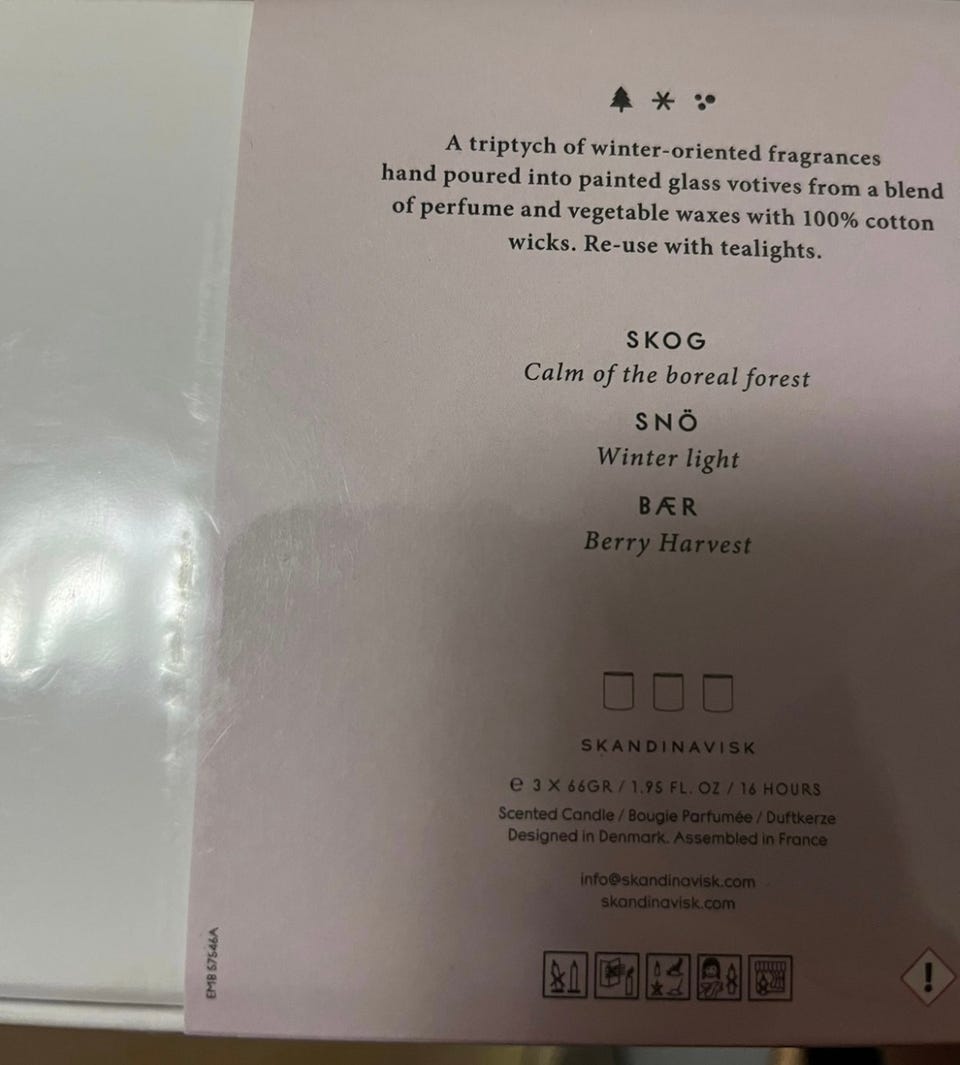 A triptych of winter-oriented fragrances
hand poured into painted glass votives from a blend
of perfume and vegetable waxes with 100% cotton
wicks. Re-use with tealights.
SKOG
Calm of the boreal forest
SNÖ
Winter light
BÆR
Berry Harvest
SKANDINAVISK
℮ 3 X 66GR / 1.95 FL. OZ / 16 HOURS
Scented Candle / Bougie Parfumée / Duftkerze
Designed in Denmark. Assembled in France
info@skandinavisk.com
skandinavisk.com
EMB 67546A
!